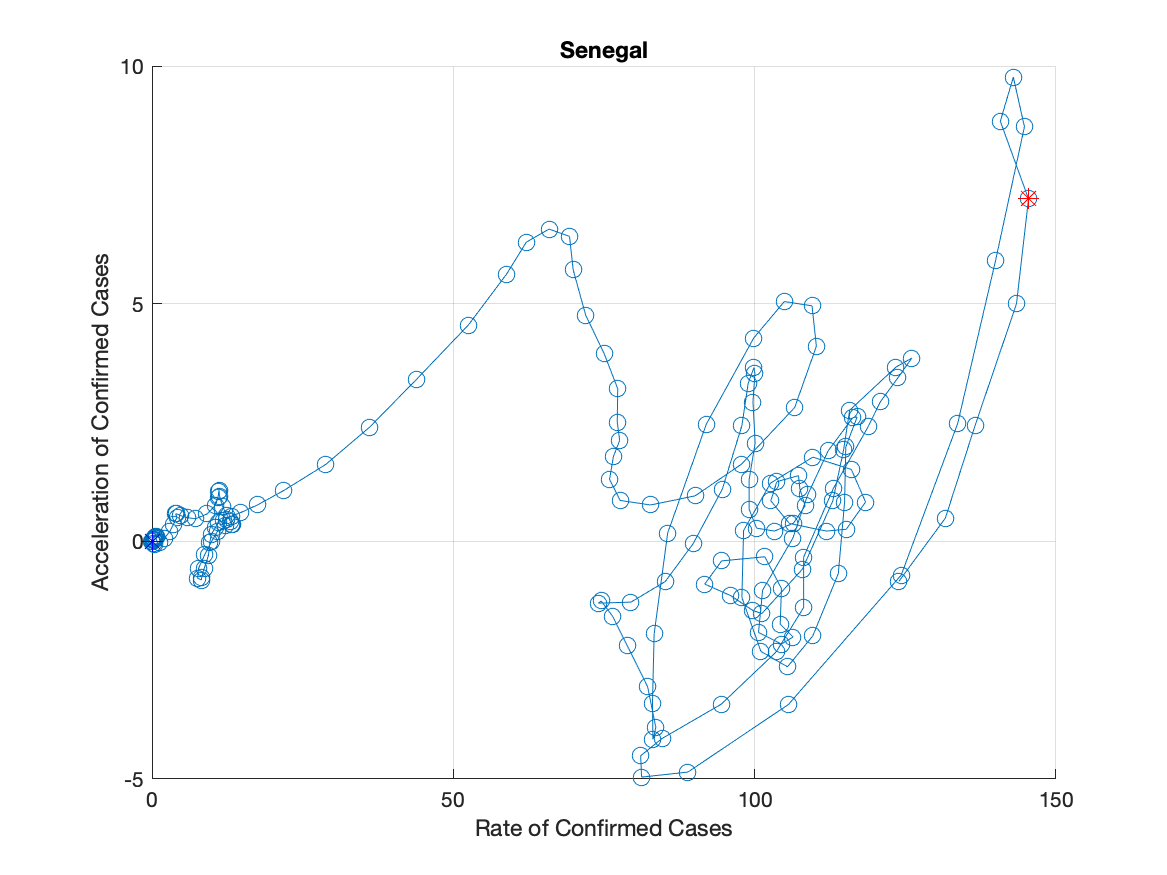 Senegal
10
5
0
-5
0
50
100
150
Acceleration of Confirmed Cases
Rate of Confirmed Cases